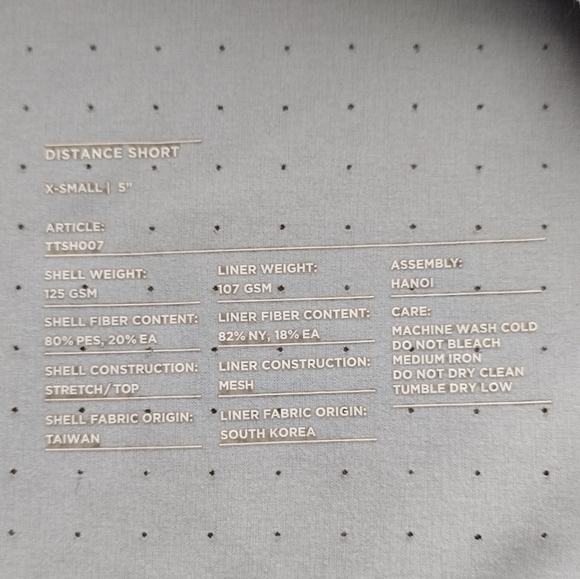 DISTANCE SHORT
X-SMALL | 5"
ARTICLE:
TTSH007
SHELL WEIGHT:
125 GSM
SHELL FIBER CONTENT:
80% PES, 20% EA
SHELL CONSTRUCTION:
STRETCH/TOP
SHELL FABRIC ORIGIN:
TAIWAN
LINER WEIGHT:
107 GSM
LINER FIBER CONTENT:
82% NY, 18% EA
LINER CONSTRUCTION:
MESH
LINER FABRIC ORIGIN:
SOUTH KOREA
ASSEMBLY:
HANOI
CARE:
MACHINE WASH COLD
DO NOT BLEACH
MEDIUM IRON
DO NOT DRY CLEAN
TUMBLE DRY LOW